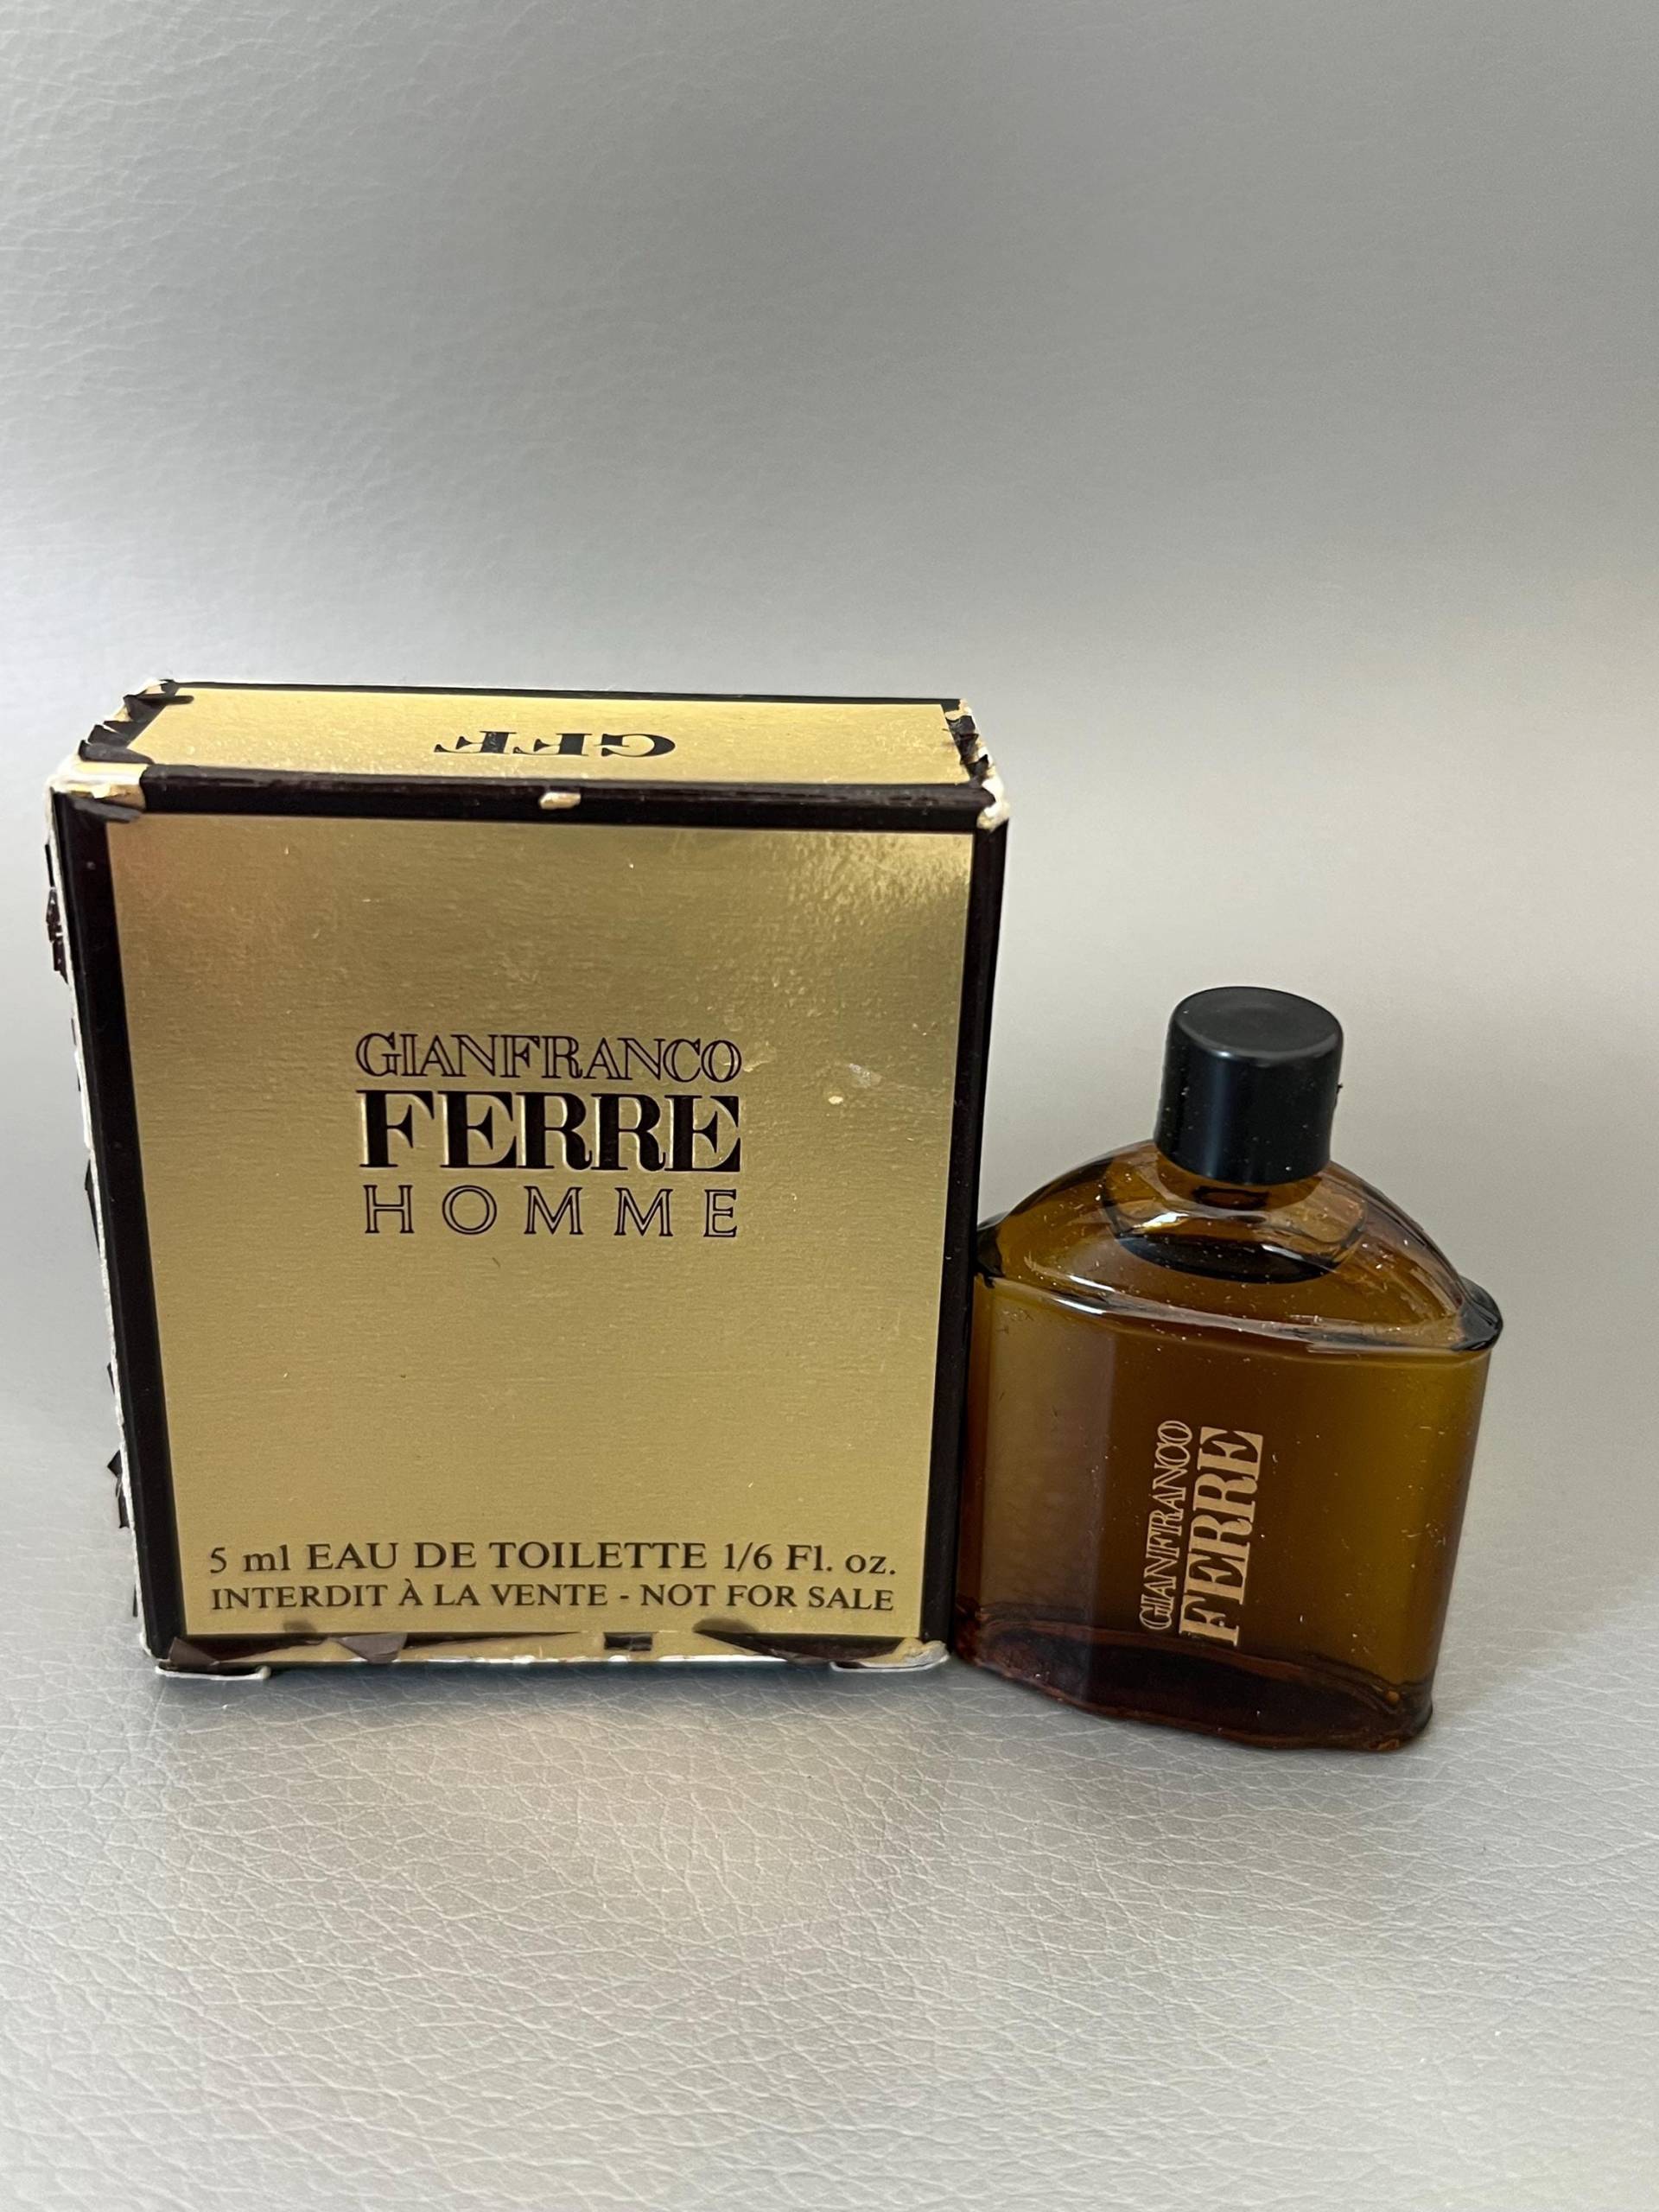 GFF
GIANFRANCO
FERRE
HOMME
5 ml EAU DE TOILETTE 1/6 Fl. oz.
INTERDIT À LA VENTE - NOT FOR SALE
GIANFRANCO
FERRE